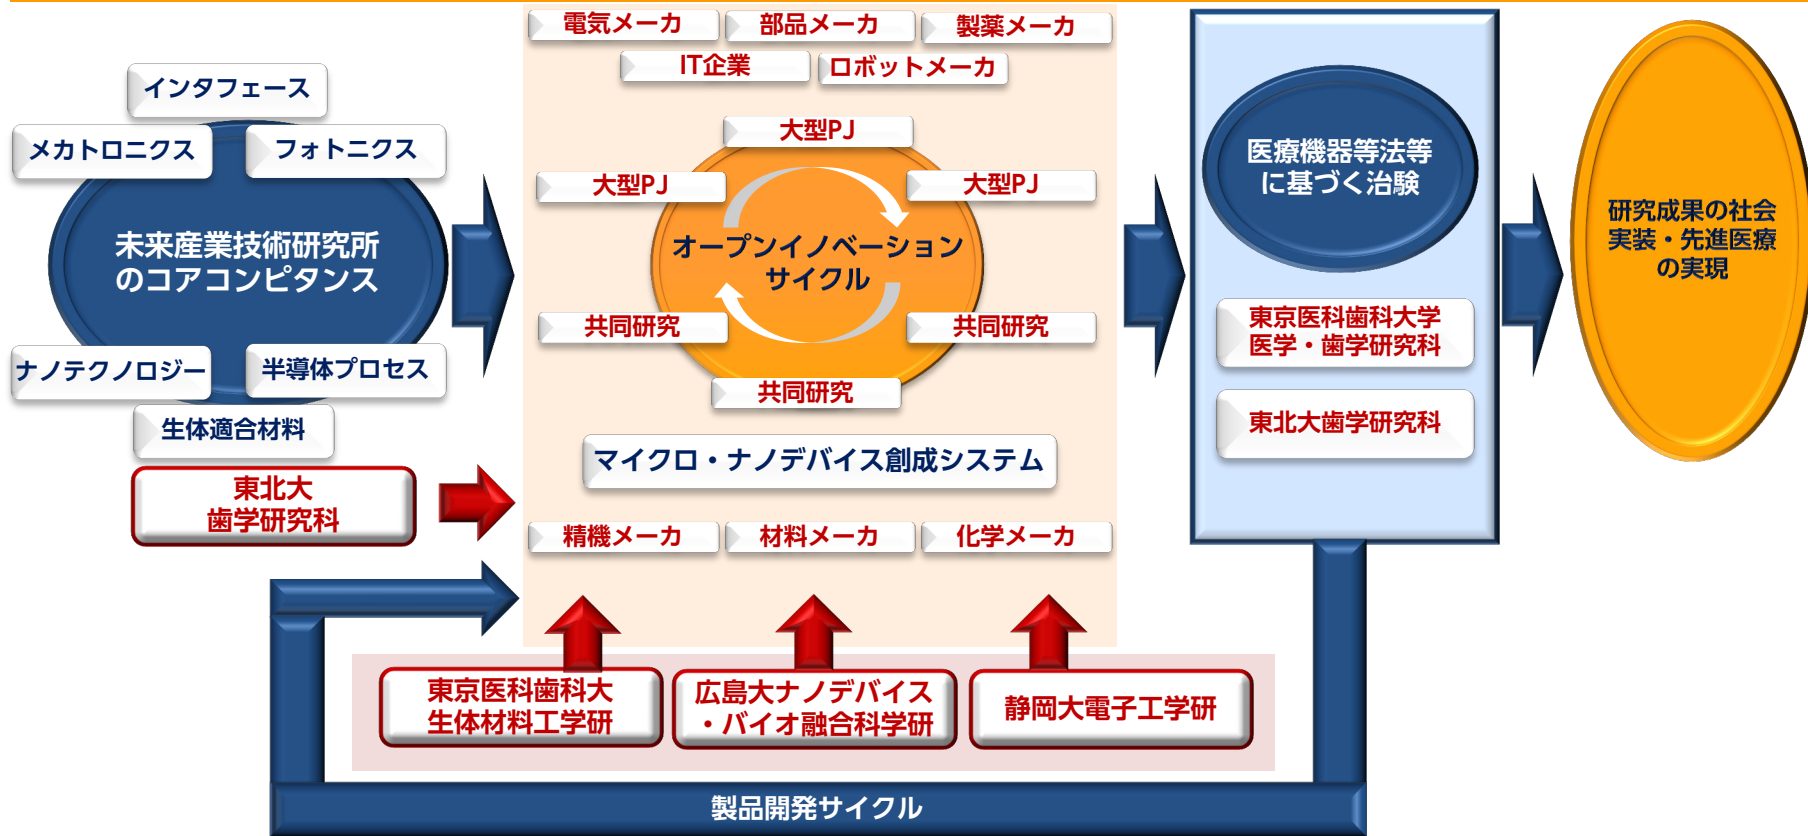 インタフェース
メカトロニクス
フォトニクス
未来産業技術研究所
のコアコンピタンス
ナノテクノロジー
半導体プロセス
生体適合材料
東北大
歯学研究科
電気メーカ
部品メーカ
製薬メーカ
IT企業
ロボットメーカ
大型PJ
大型PJ
大型PJ
オープンイノベーション
サイクル
共同研究
共同研究
共同研究
マイクロ・ナノデバイス創成システム
精機メーカ
材料メーカ
化学メーカ
東京医科歯科大
生体材料工学研
広島大ナノデバイス
・バイオ融合科学研
静岡大電子工学研
医療機器等法等
に基づく治験
東京医科歯科大学
医学・歯学研究科
東北大歯学研究科
研究成果の社会
実装・先進医療
の実現
製品開発サイクル